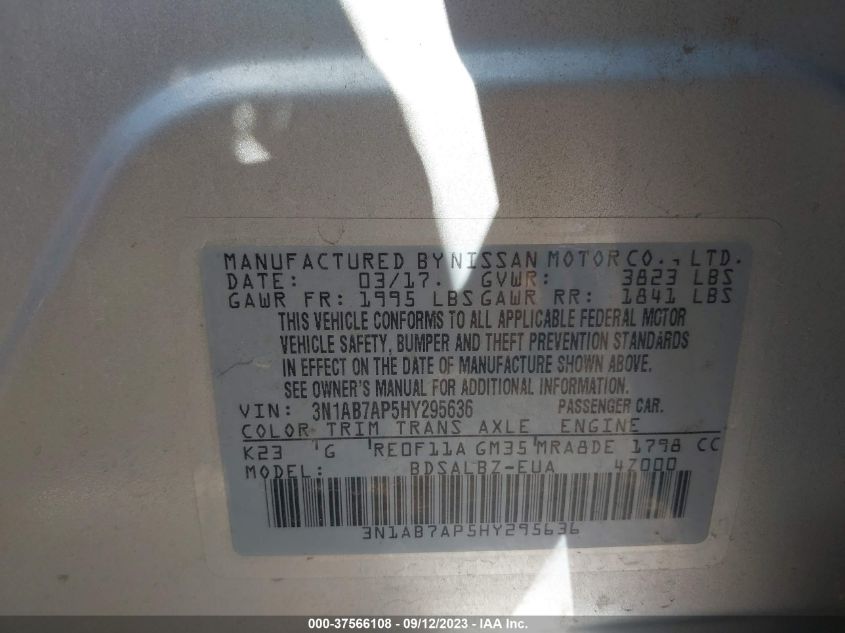 MANUFACTURED BY NISSAN MOTOR CO., LTD.
DATE: 03/17. GVWR: 3823 LBS
GAWR FR: 1995 LBS GAWR RR: 1841 LBS
THIS VEHICLE CONFORMS TO ALL APPLICABLE FEDERAL MOTOR
VEHICLE SAFETY, BUMPER AND THEFT PREVENTION STANDARDS
IN EFFECT ON THE DATE OF MANUFACTURE SHOWN ABOVE.
SEE OWNER'S MANUAL FOR ADDITIONAL INFORMATION.
VIN: 3N1AB7AP5HY295636 PASSENGER CAR.
COLOR TRIM TRANS AXLE ENGINE
K23 G RE0F11A GM35 MRA8DE 1798 CC
MODEL: BDSALBZ-EUA 47000
3N1AB7AP5HY295636
000-37566108 - 09/12/2023 - IAA Inc.